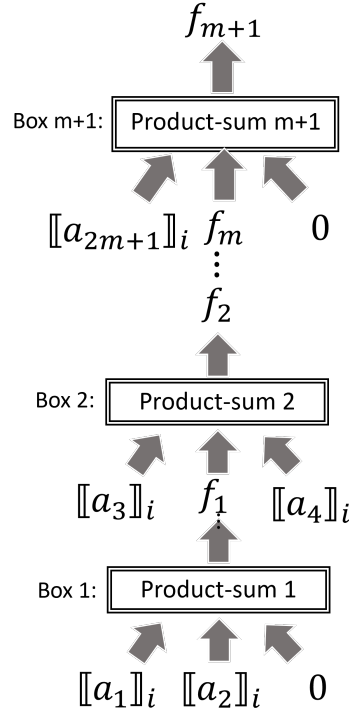 f_{m+1}
Box m+1: Product-sum m+1
⟦a_{2m+1}⟧_i f_m 0
⋮
f_2
Box 2: Product-sum 2
⟦a_3⟧_i f_1 ⟦a_4⟧_i
⋮
Box 1: Product-sum 1
⟦a_1⟧_i ⟦a_2⟧_i 0